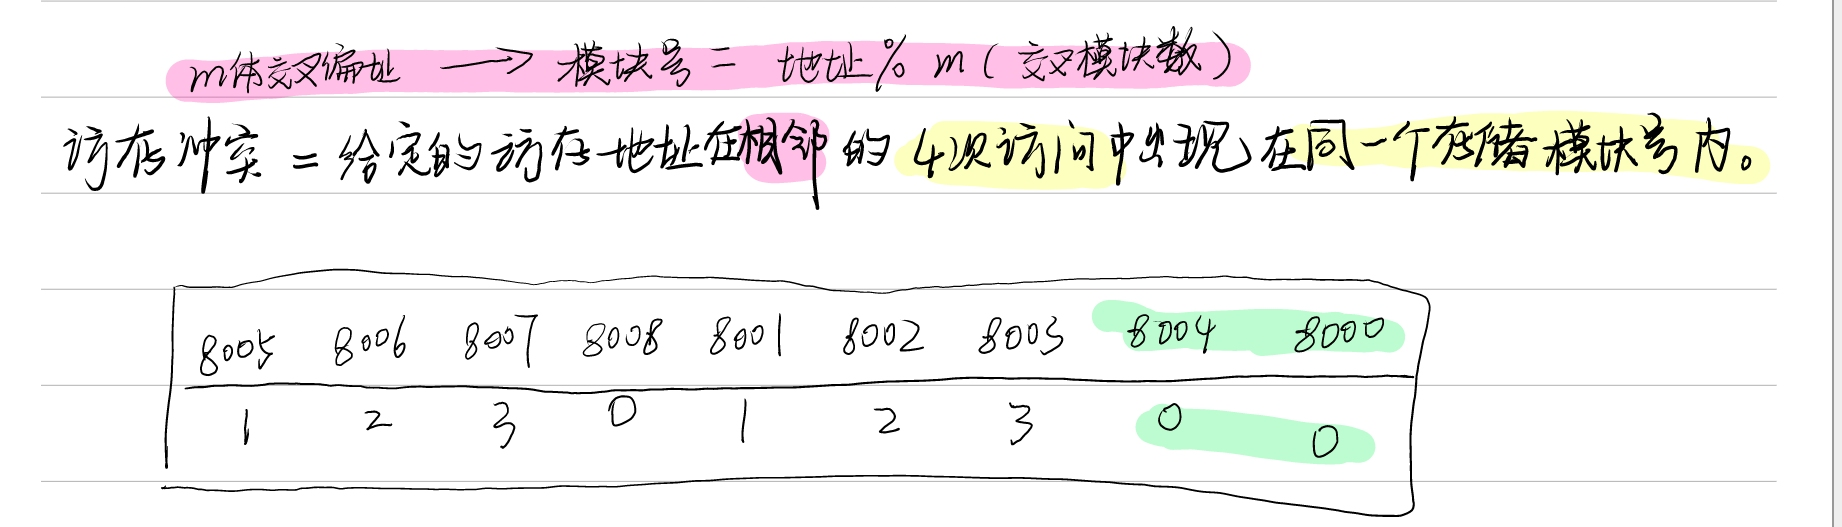 m体交叉编址 → 模块号 = 地址 % m ( 交叉模块数 )
访存冲突 = 给定的访存地址在相邻的 4次访问中出现在同一个存储模块号内。
8005 8006 8007 8008 8001 8002 8003 8004 8000
1 2 3 0 1 2 3 0 0